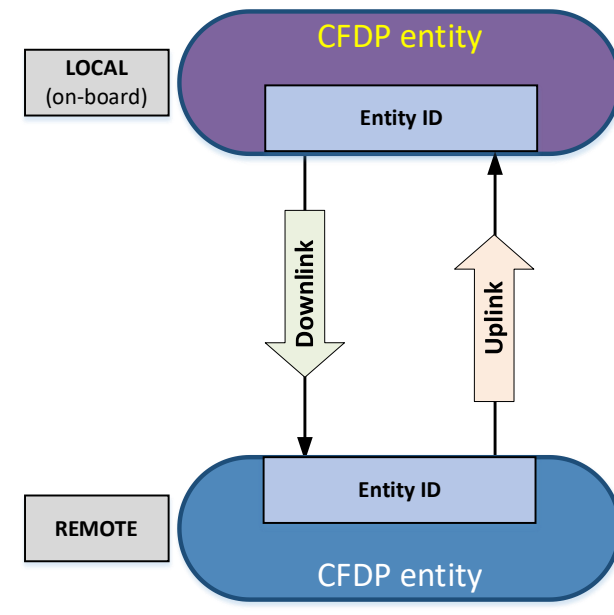 CFDP entity
LOCAL
(on-board)
Entity ID
Downlink
Uplink
Entity ID
REMOTE
CFDP entity